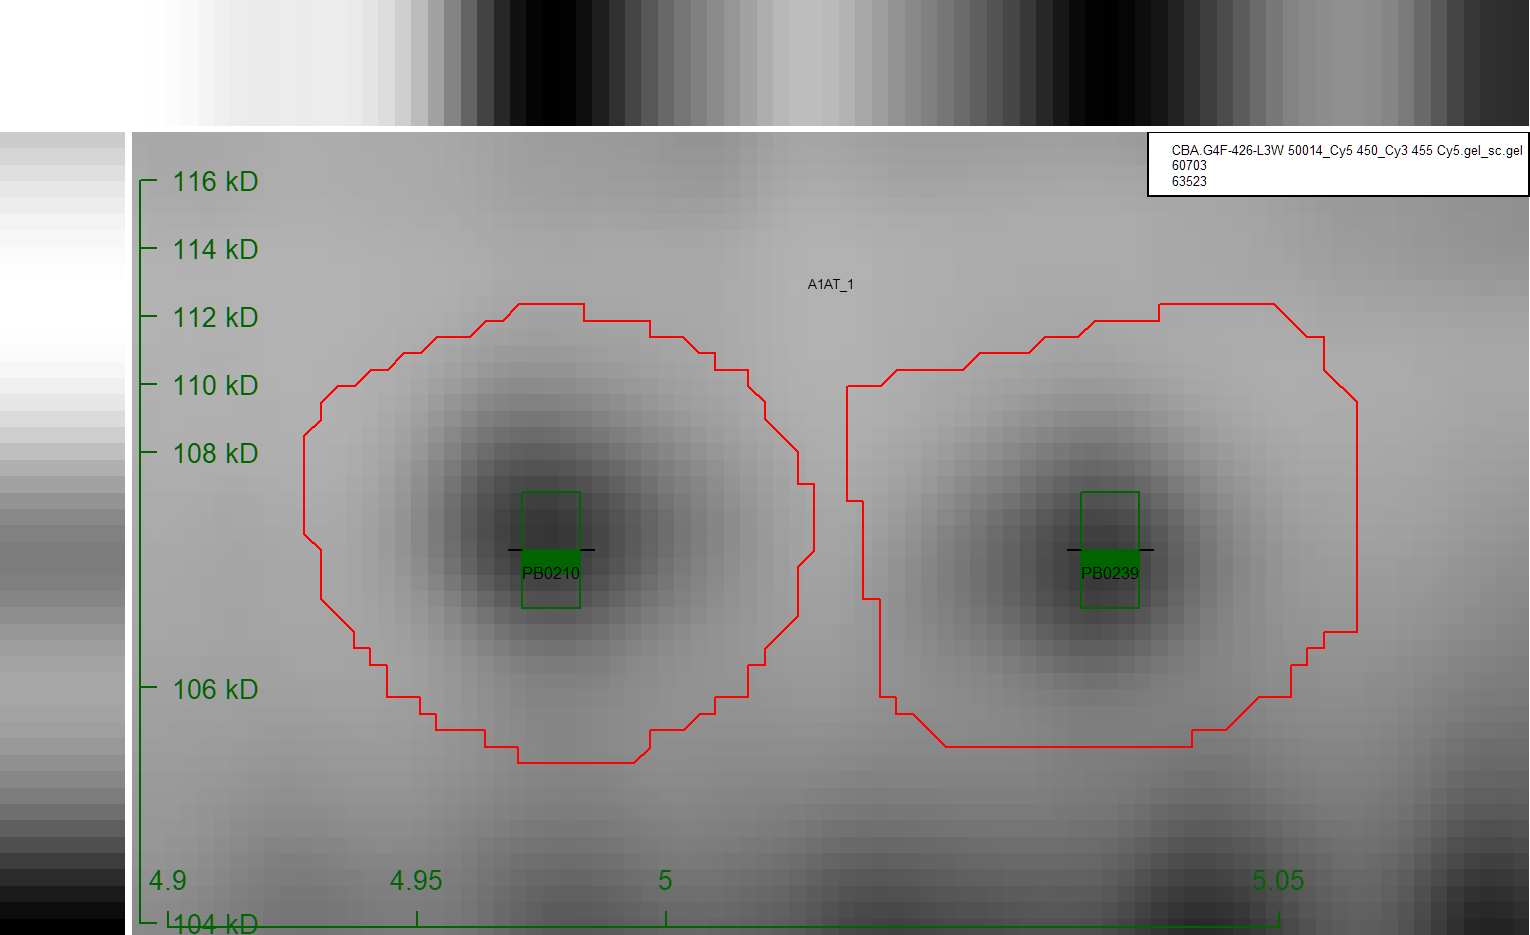 CBA.G4F-426-L3W 50014_Cy5 450_Cy3 455 Cy5.gel_sc.gel
60703
63523
116 kD
114 kD
A1AT_1
112 kD
110 kD
108 kD
PB0210 PB0239
106 kD
4.9 4.95 5 5.05
104 kD